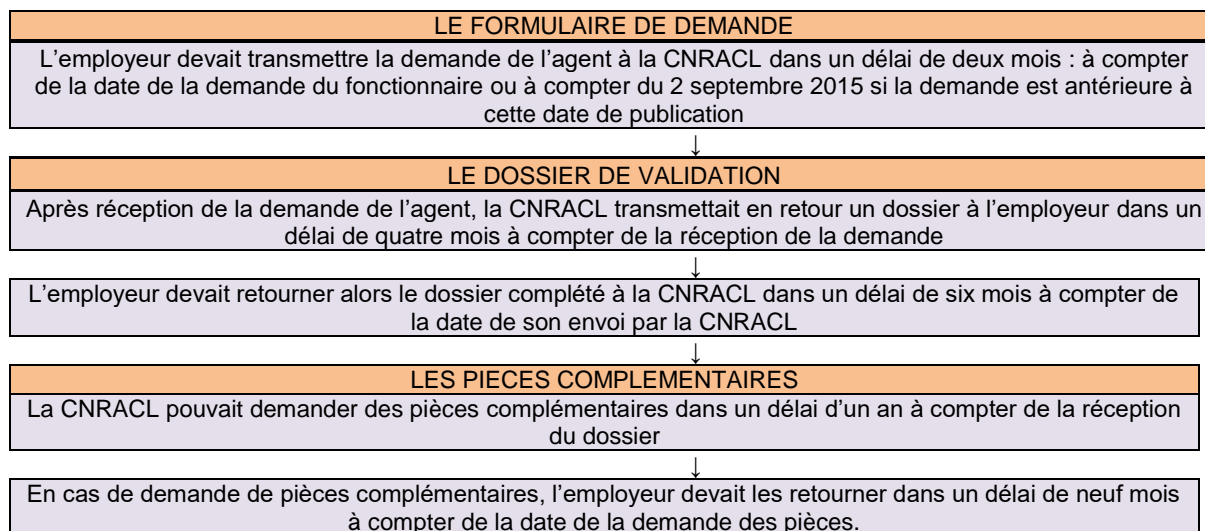 LE FORMULAIRE DE DEMANDE
L’employeur devait transmettre la demande de l’agent à la CNRACL dans un délai de deux mois : à compter
de la date de la demande du fonctionnaire ou à compter du 2 septembre 2015 si la demande est antérieure à
cette date de publication
↓
LE DOSSIER DE VALIDATION
Après réception de la demande de l’agent, la CNRACL transmettait en retour un dossier à l’employeur dans un
délai de quatre mois à compter de la réception de la demande
↓
L’employeur devait retourner alors le dossier complété à la CNRACL dans un délai de six mois à compter de
la date de son envoi par la CNRACL
↓
LES PIECES COMPLEMENTAIRES
La CNRACL pouvait demander des pièces complémentaires dans un délai d’un an à compter de la réception
du dossier
↓
En cas de demande de pièces complémentaires, l’employeur devait les retourner dans un délai de neuf mois
à compter de la date de la demande des pièces.